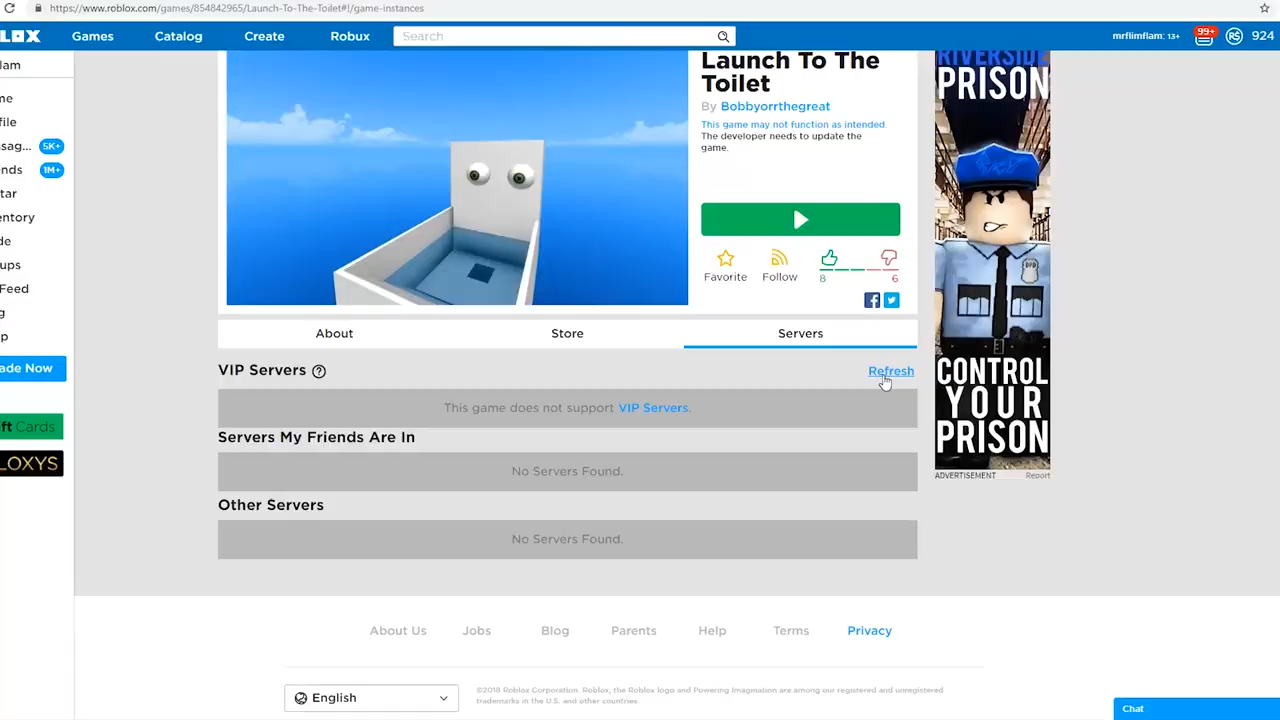 https://www.roblox.com/games/854842965/Launch-To-The-Toilet#!/game-instances
LOX
Games
Catalog
Create
Robux
Search
mrflimflam: 13+
99+
924
lam
me
file
ssag...
5K+
nds
1M+
tar
entory
de
ups
Feed
g
p
ade Now
ft Cards
LOXYS
Launch To The
Toilet
By Bobbyorrthegreat
This game may not function as intended.
The developer needs to update the
game.
Favorite
Follow
8
6
About
Store
Servers
VIP Servers
Refresh
This game does not support VIP Servers.
Servers My Friends Are In
No Servers Found.
Other Servers
No Servers Found.
RIVERSIDE
PRISON
CONTROL
YOUR
PRISON
ADVERTISEMENT
Report
About Us
Jobs
Blog
Parents
Help
Terms
Privacy
English
©2018 Roblox Corporation. Roblox, the Roblox logo and Powering Imagination are among our registered and unregistered
trademarks in the U.S. and other countries.
Chat